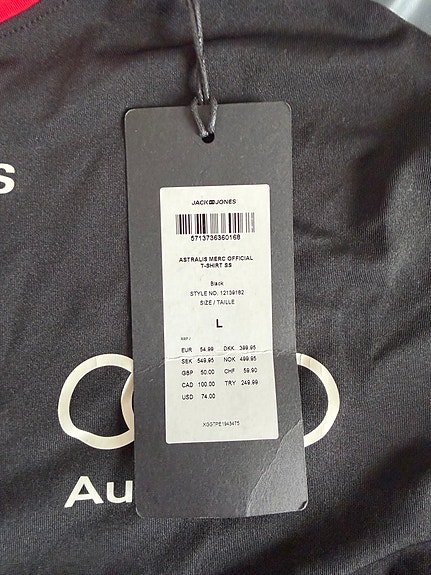 s
JACK JONES
5713736360168
ASTRALIS MERC OFFICIAL
T-SHIRT SS
Black
STYLE NO. 12139182
SIZE / TAILLE
L
RRP /
EUR 54.99 DKK 399.95
SEK 549.95 NOK 499.95
GBP 50.00 CHF 59.90
CAD 100.00 TRY 249.99
USD 74.00
XGGTPE1943475
Au